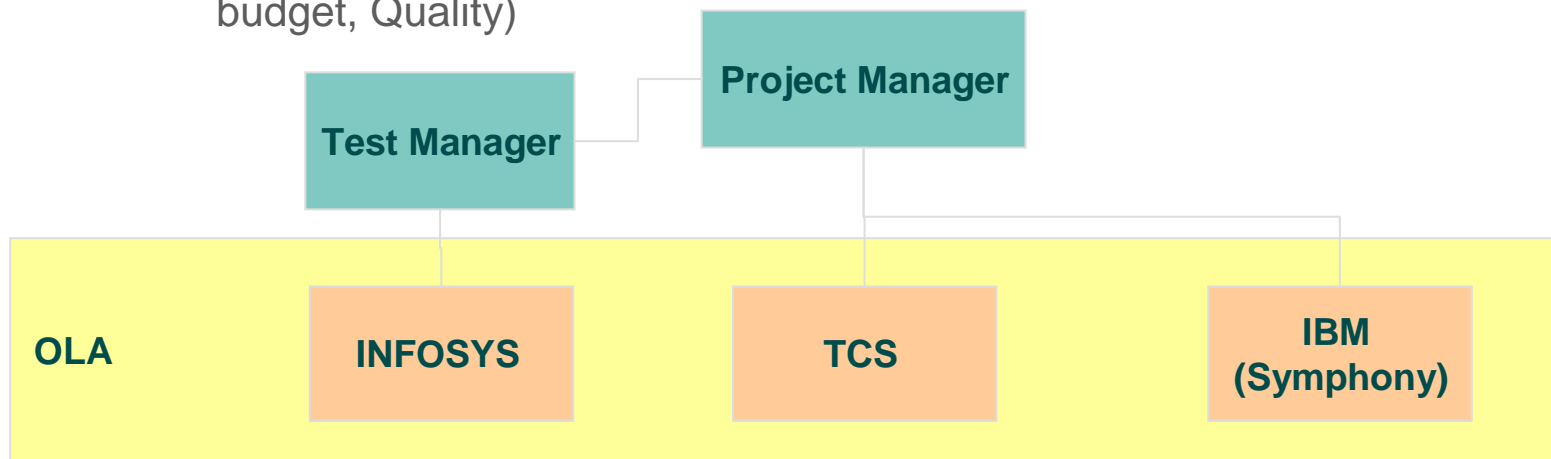 budget, Quality)
Project Manager
Test Manager
OLA
INFOSYS
TCS
IBM
(Symphony)